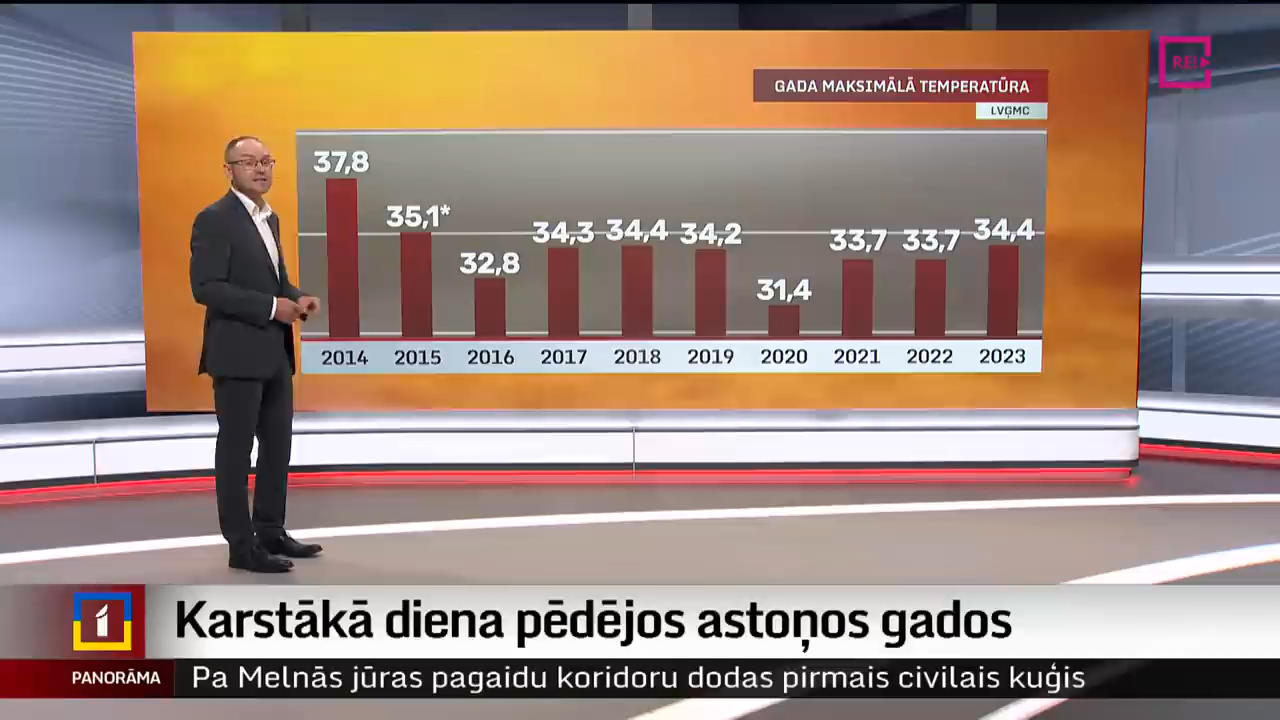 RE!
GADA MAKSIMĀLĀ TEMPERATŪRA
LVĢMC
37,8
35,1*
32,8
34,3
34,4
34,2
31,4
33,7
33,7
34,4
2014 2015 2016 2017 2018 2019 2020 2021 2022 2023
1
Karstākā diena pēdējos astoņos gados
PANORĀMA
Pa Melnās jūras pagaidu koridoru dodas pirmais civilais kuģis